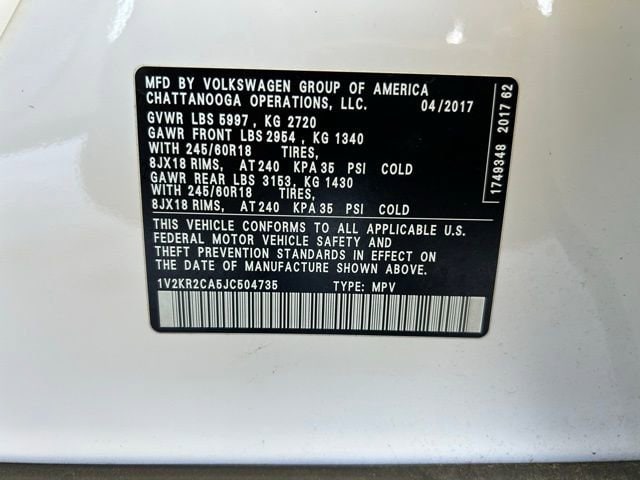 MFD BY VOLKSWAGEN GROUP OF AMERICA
CHATTANOOGA OPERATIONS, LLC. 04/2017
GVWR LBS 5997, KG 2720
GAWR FRONT LBS 2954, KG 1340
WITH 245/60R18 TIRES,
8JX18 RIMS, AT 240 KPA 35 PSI COLD
GAWR REAR LBS 3153, KG 1430
WITH 245/60R18 TIRES,
8JX18 RIMS, AT 240 KPA 35 PSI COLD
THIS VEHICLE CONFORMS TO ALL APPLICABLE U.S.
FEDERAL MOTOR VEHICLE SAFETY AND
THEFT PREVENTION STANDARDS IN EFFECT ON
THE DATE OF MANUFACTURE SHOWN ABOVE.
1V2KR2CA5JC504735 TYPE: MPV
1749348 2017 62